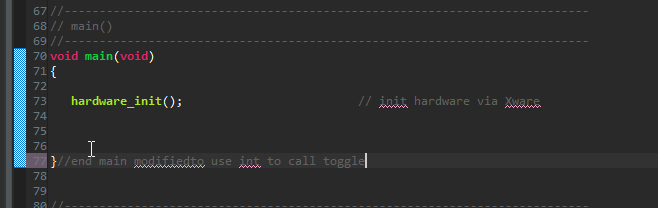 67 //---------------------------------------------------------------------------
68 // main()
69 //---------------------------------------------------------------------------
70 void main(void)
71 {
72
73 hardware_init(); // init hardware via Xware
74
75
76
77 }//end main modifiedto use int to call toggle
78
79
80 //---------------------------------------------------------------------------